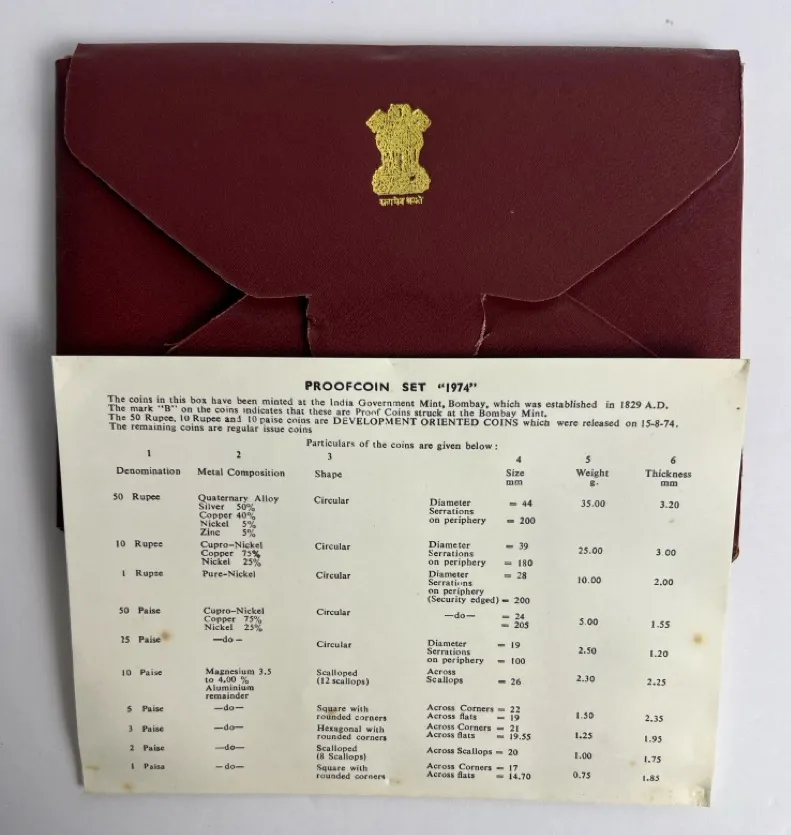 सत्यमेव जयते
PROOFCOIN SET "1974"
The coins in this box have been minted at the India Government Mint, Bombay, which was established in 1829 A.D.
The mark "B" on the coins indicates that these are Proof Coins struck at the Bombay Mint.
The 50 Rupee, 10 Rupee and 10 paise coins are DEVELOPMENT ORIENTED COINS which were released on 15-8-74.
The remaining coins are regular issue coins
Particulars of the coins are given below :
1 2 3 4 5 6
Denomination Metal Composition Shape Size Weight Thickness
mm g. mm
50 Rupee Quaternary Alloy Circular Diameter = 44 35.00 3.20
Silver 50% Serrations
Copper 40% on periphery = 200
Nickel 5%
Zinc 5%
10 Rupee Cupro-Nickel Circular Diameter = 39 25.00 3 00
Copper 75% Serrations
Nickel 25% on periphery = 180
1 Rupee Pure-Nickel Circular Diameter = 28 10.00 2.00
Serrations
on periphery
(Security edged) = 200
50 Paise Cupro-Nickel Circular —do— = 24 5.00 1.55
Copper 75% = 205
Nickel 25%
25 Paise —do— Circular Diameter = 19 2.50 1.20
Serrations
on periphery = 100
10 Paise Magnesium 3.5 Scalloped Across 2.30 2.25
to 4.00 % (12 scallops) Scallops = 26
Aluminium
remainder
5 Paise —do— Square with Across Corners = 22 1.50 2.35
rounded corners Across flats = 19
3 Paise —do— Hexagonal with Across Corners = 21 1.25 1.95
rounded corners Across flats = 19.55
2 Paise —do— Scalloped Across Scallops = 20 1.00 1.75
(8 Scallops)
1 Paisa —do— Square with Across Corners = 17 0.75 1.85
rounded corners Across flats = 14.70